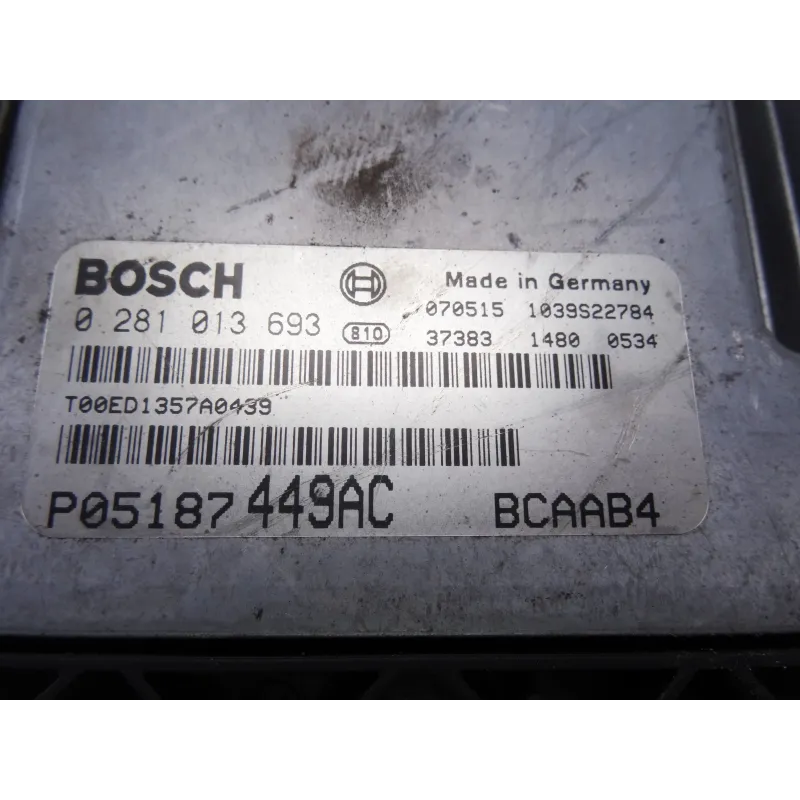 BOSCH Made in Germany
070515 1039S22784
0 281 013 693 810 37383 1480 0534
T00ED1357A0439
P05187449AC BCAAB4